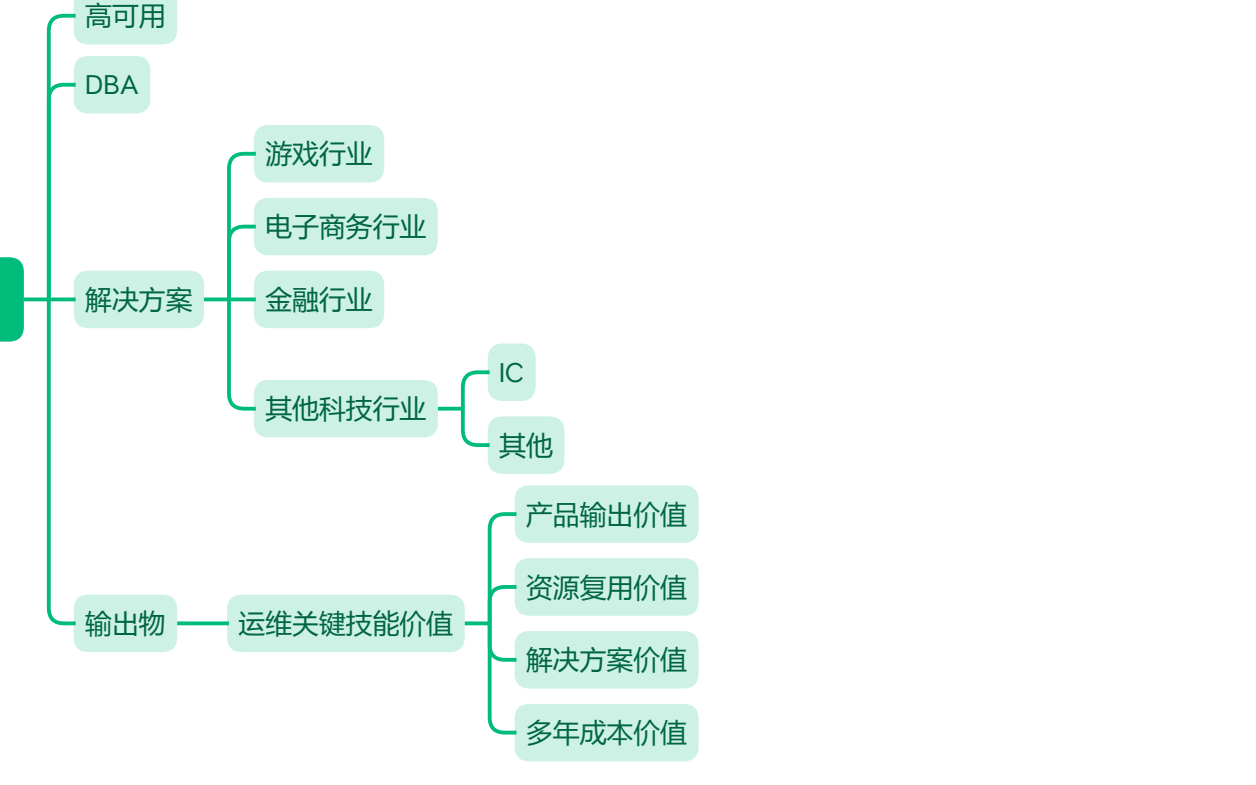 高可用
DBA
游戏行业
电子商务行业
解决方案
金融行业
IC
其他科技行业
其他
产品输出价值
资源复用价值
输出物
运维关键技能价值
解决方案价值
多年成本价值